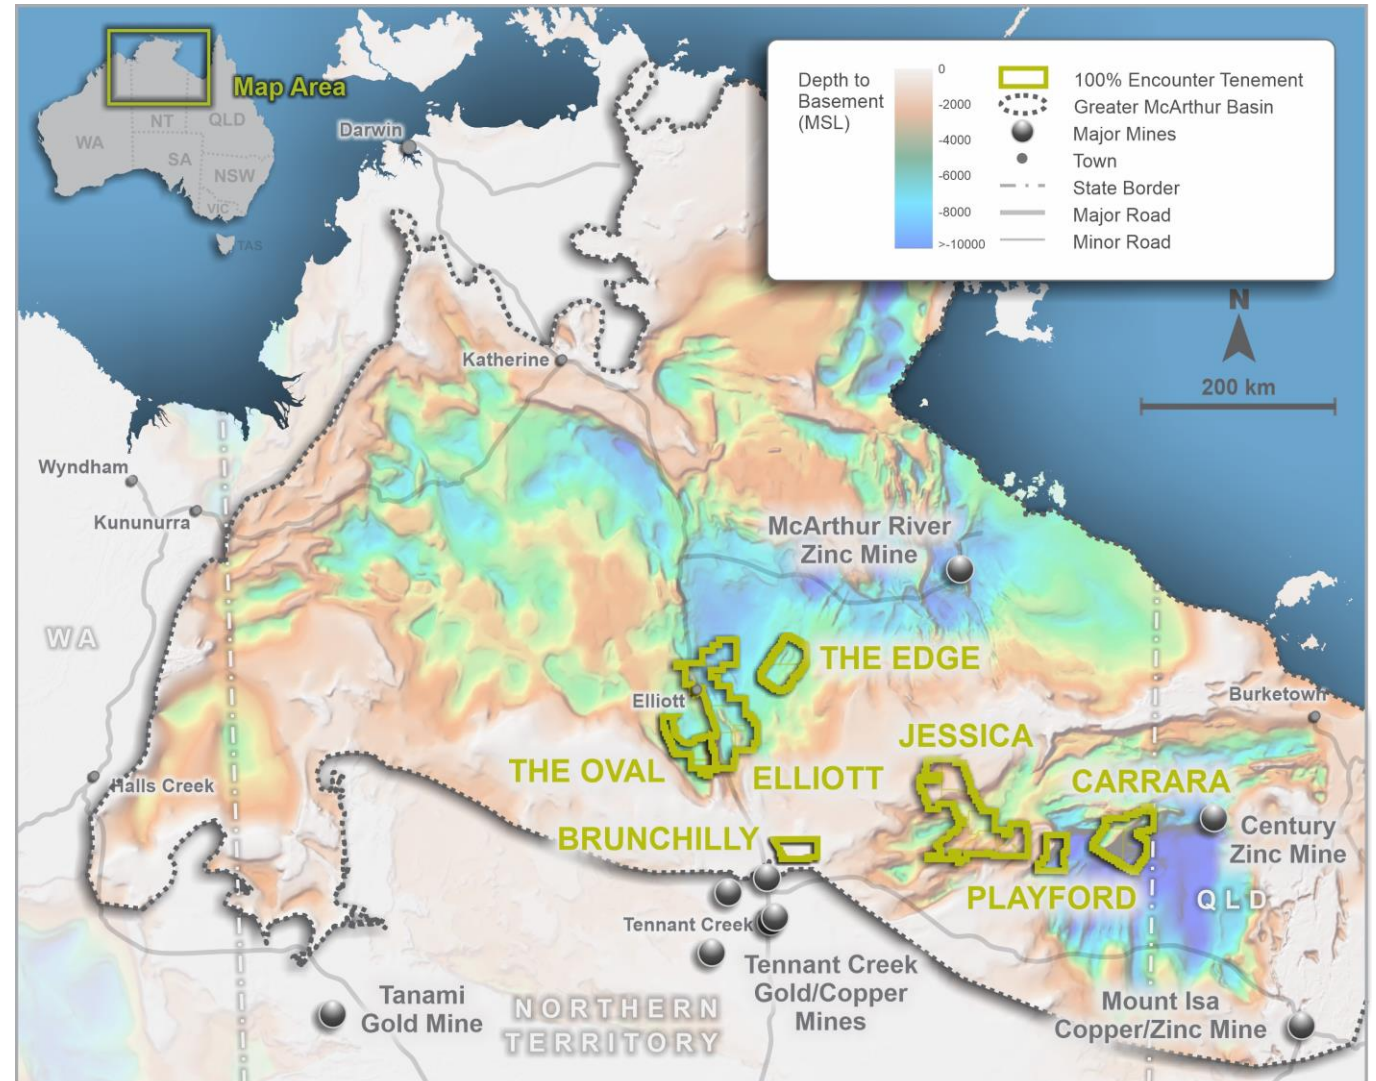 Map Area
WA
NT
QLD
SA
NSW
VIC
TAS
Depth to
Basement
(MSL)
0
-2000
-4000
-6000
-8000
>-10000
100% Encounter Tenement
Greater McArthur Basin
Major Mines
Town
State Border
Major Road
Minor Road
N
200 km
Darwin
Katherine
Wyndham
Kununurra
McArthur River
Zinc Mine
WA
THE EDGE
Elliott
Burketown
JESSICA
THE OVAL
ELLIOTT
CARRARA
Halls Creek
BRUNCHILLY
Century
Zinc Mine
PLAYFORD
QLD
Tennant Creek
Tennant Creek
Gold/Copper
Mines
Tanami
Gold Mine
NORTHERN
TERRITORY
Mount Isa
Copper/Zinc Mine